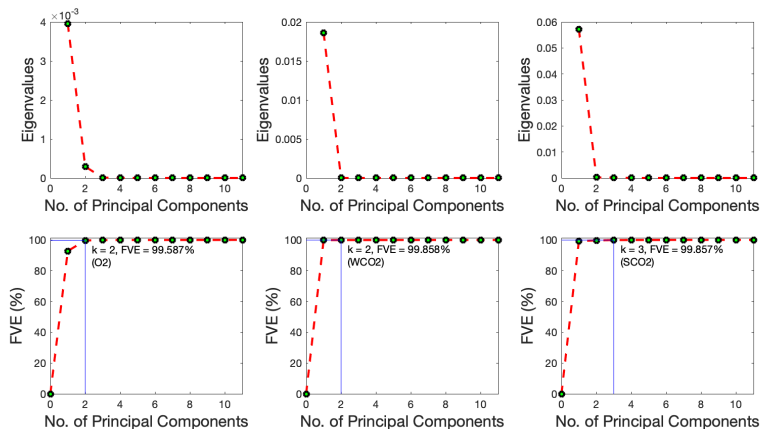 4 ×10⁻³
3
2
1
0
0 2 4 6 8 10
Eigenvalues
No. of Principal Components
0.02
0.015
0.01
0.005
0
0 2 4 6 8 10
Eigenvalues
No. of Principal Components
0.06
0.05
0.04
0.03
0.02
0.01
0
0 2 4 6 8 10
Eigenvalues
No. of Principal Components
100
80
60
40
20
0
0 2 4 6 8 10
FVE (%)
k = 2, FVE = 99.587%
(O2)
No. of Principal Components
100
80
60
40
20
0
0 2 4 6 8 10
FVE (%)
k = 2, FVE = 99.858%
(WCO2)
No. of Principal Components
100
80
60
40
20
0
0 2 4 6 8 10
FVE (%)
k = 3, FVE = 99.857%
(SCO2)
No. of Principal Components